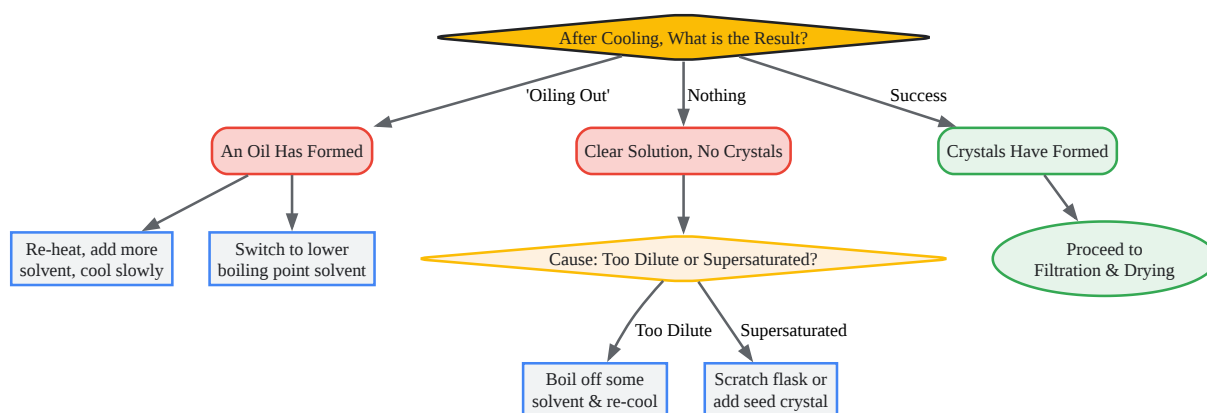 After Cooling, What is the Result?
'Oiling Out'
Nothing
Success
An Oil Has Formed
Clear Solution, No Crystals
Crystals Have Formed
Re-heat, add more
solvent, cool slowly
Switch to lower
boiling point solvent
Cause: Too Dilute or Supersaturated?
Proceed to
Filtration & Drying
Too Dilute
Supersaturated
Boil off some
solvent & re-cool
Scratch flask or
add seed crystal